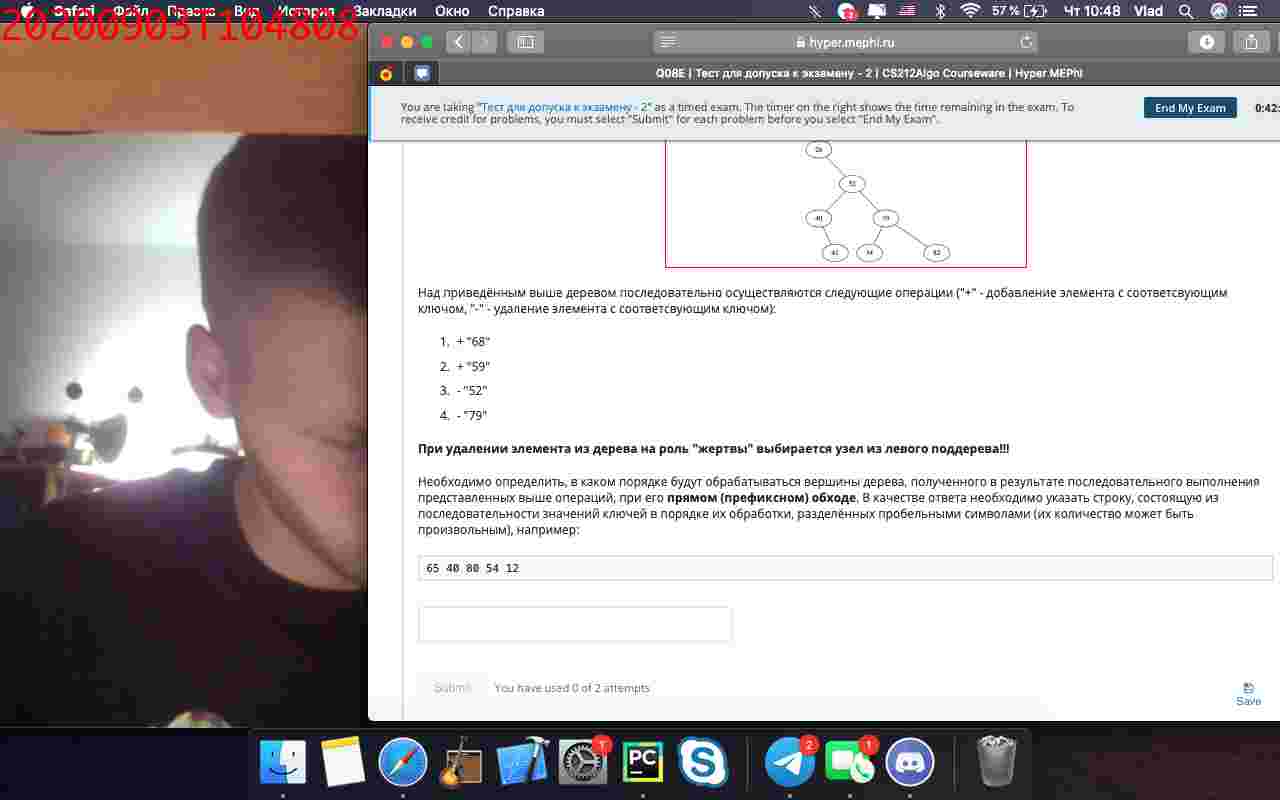 20200903T104808
Safari Файл Правка Вид История Закладки Окно Справка 57 % Чт 10:48 Vlad
hyper.mephi.ru
Q08E | Тест для допуска к экзамену - 2 | CS212Algo Courseware | Hyper.MEPhI
You are taking "Тест для допуска к экзамену - 2" as a timed exam. The timer on the right shows the time remaining in the exam. To
receive credit for problems, you must select "Submit" for each problem before you select "End My Exam".
End My Exam
0:42:
52
40
82
Над приведённым выше деревом последовательно осуществляются следующие операции ("+" - добавление элемента с соответсвующим
ключом, "-" - удаление элемента с соответсвующим ключом):
1. + "68"
2. + "59"
3. - "52"
4. - "79"
При удалении элемента из дерева на роль "жертвы" выбирается узел из левого поддерева!!!
Необходимо определить, в каком порядке будут обрабатываться вершины дерева, полученного в результате последовательного выполнения
представленных выше операций, при его прямом (префиксном) обходе. В качестве ответа необходимо указать строку, состоящую из
последовательности значений ключей в порядке их обработки, разделённых пробельными символами (их количество может быть
произвольным), например:
65 40 80 54 12
Submit You have used 0 of 2 attempts
Save
1
PC
2
1